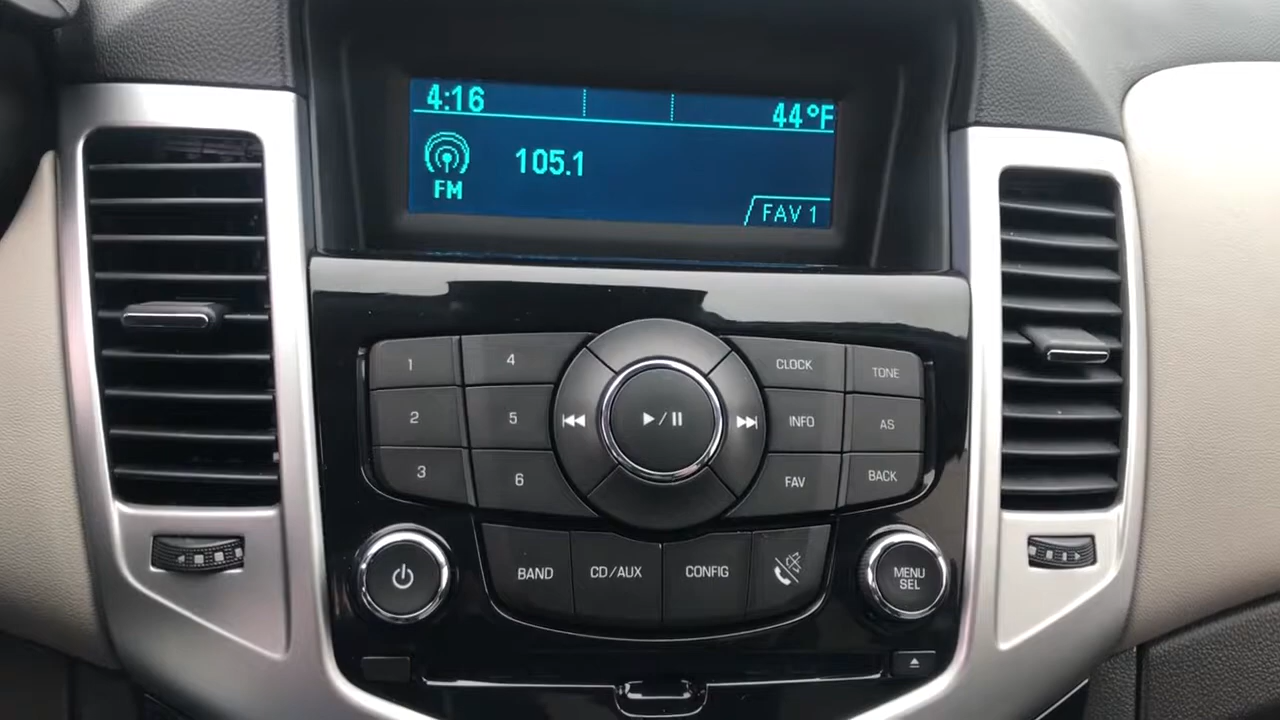 4:16
44°F
105.1
FM
FAV 1
1
4
CLOCK
TONE
2
5
INFO
AS
3
6
FAV
BACK
BAND
CD/AUX
CONFIG
MENU
SEL